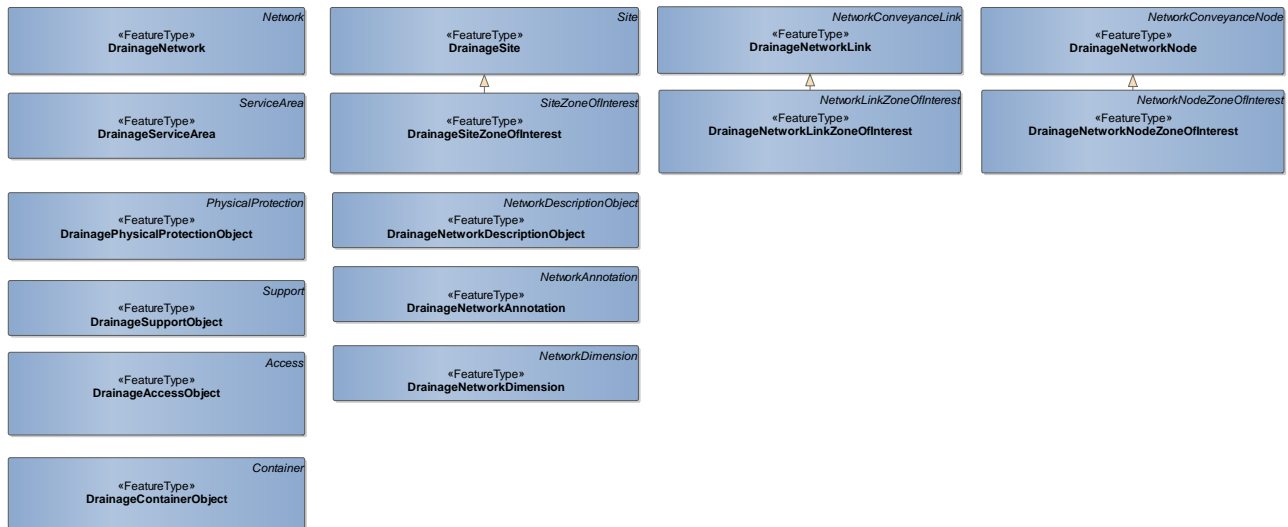 Network
«FeatureType»
DrainageNetwork
Site
«FeatureType»
DrainageSite
NetworkConveyanceLink
«FeatureType»
DrainageNetworkLink
NetworkConveyanceNode
«FeatureType»
DrainageNetworkNode
ServiceArea
«FeatureType»
DrainageServiceArea
SiteZoneOfInterest
«FeatureType»
DrainageSiteZoneOfInterest
NetworkLinkZoneOfInterest
«FeatureType»
DrainageNetworkLinkZoneOfInterest
NetworkNodeZoneOfInterest
«FeatureType»
DrainageNetworkNodeZoneOfInterest
PhysicalProtection
«FeatureType»
DrainagePhysicalProtectionObject
NetworkDescriptionObject
«FeatureType»
DrainageNetworkDescriptionObject
Support
«FeatureType»
DrainageSupportObject
NetworkAnnotation
«FeatureType»
DrainageNetworkAnnotation
Access
«FeatureType»
DrainageAccessObject
NetworkDimension
«FeatureType»
DrainageNetworkDimension
Container
«FeatureType»
DrainageContainerObject